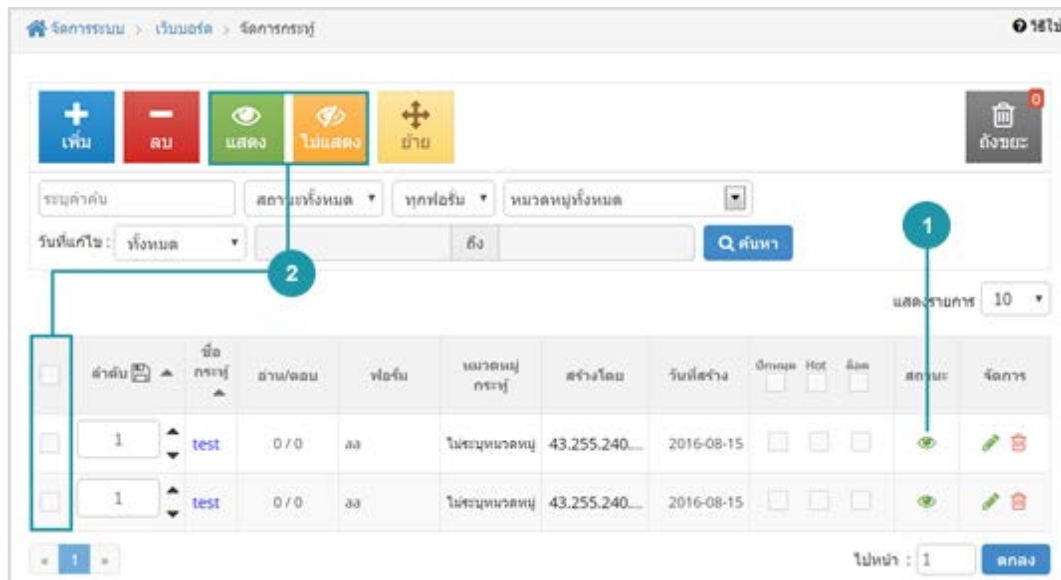 จัดการระบบ > เว็บบอร์ด > จัดการกระทู้
วิธีใช้
เพิ่ม ลบ แสดง ไม่แสดง ย้าย 0 ถังขยะ
ระบุคำค้น สถานะทั้งหมด ทุกฟอรั่ม หมวดหมู่ทั้งหมด
วันที่แก้ไข : ทั้งหมด ถึง ค้นหา
1
2
แสดงรายการ 10
ลำดับ ชื่อกระทู้ อ่าน/ตอบ ฟอรั่ม หมวดหมู่กระทู้ สร้างโดย วันที่สร้าง ปักหมุด Hot ล็อค สถานะ จัดการ
1 test 0 / 0 aa ไม่ระบุหมวดหมู่ 43.255.240.... 2016-08-15
1 test 0 / 0 aa ไม่ระบุหมวดหมู่ 43.255.240.... 2016-08-15
« 1 » ไปหน้า : 1 ตกลง